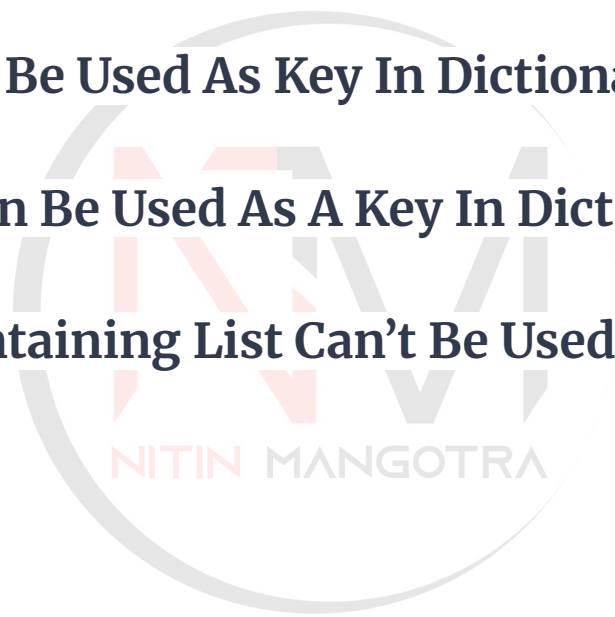 Be Used As Key In Dictiona
n Be Used As A Key In Dict
ntaining List Can’t Be Used
NITIN MANGOTRA